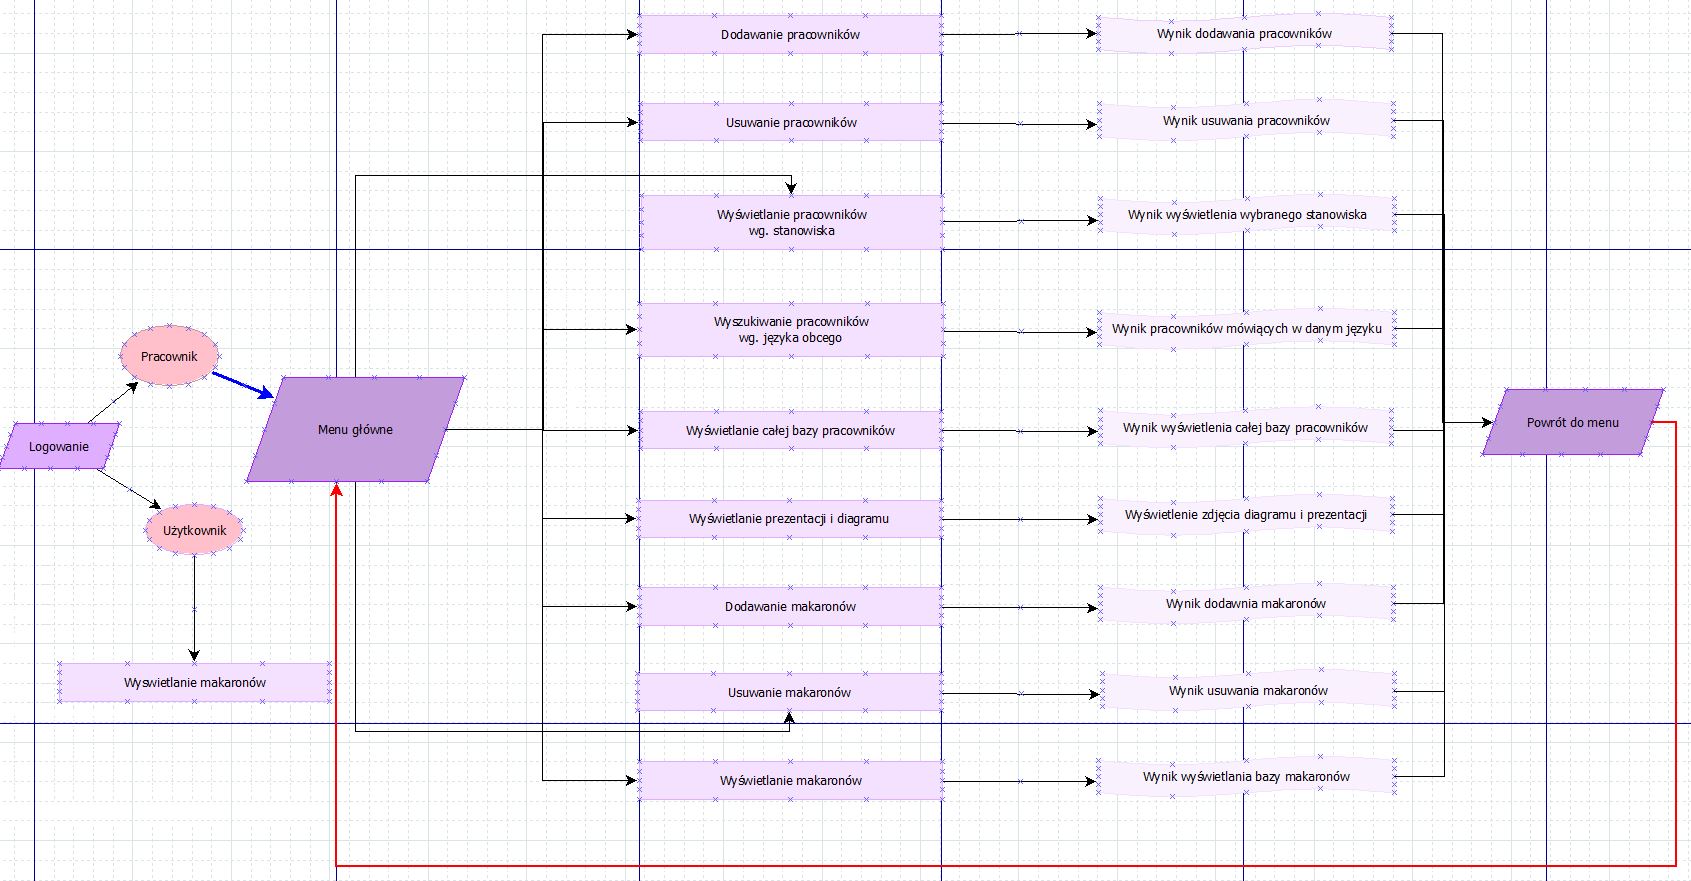 Dodawanie pracowników
Wynik dodawania pracowników
Usuwanie pracowników
Wynik usuwania pracowników
Wyświetlanie pracowników
wg. stanowiska
Wynik wyświetlenia wybranego stanowiska
Wyszukiwanie pracowników
wg. języka obcego
Wynik pracowników mówiących w danym języku
Pracownik
Menu główne
Logowanie
Użytkownik
Wyswietlanie makaronów
Wyświetlanie całej bazy pracowników
Wynik wyświetlenia całej bazy pracowników
Powrót do menu
Wyświetlanie prezentacji i diagramu
Wyświetlenie zdjęcia diagramu i prezentacji
Dodawanie makaronów
Wynik dodawnia makaronów
Usuwanie makaronów
Wynik usuwania makaronów
Wyświetlanie makaronów
Wynik wyświetlania bazy makaronów